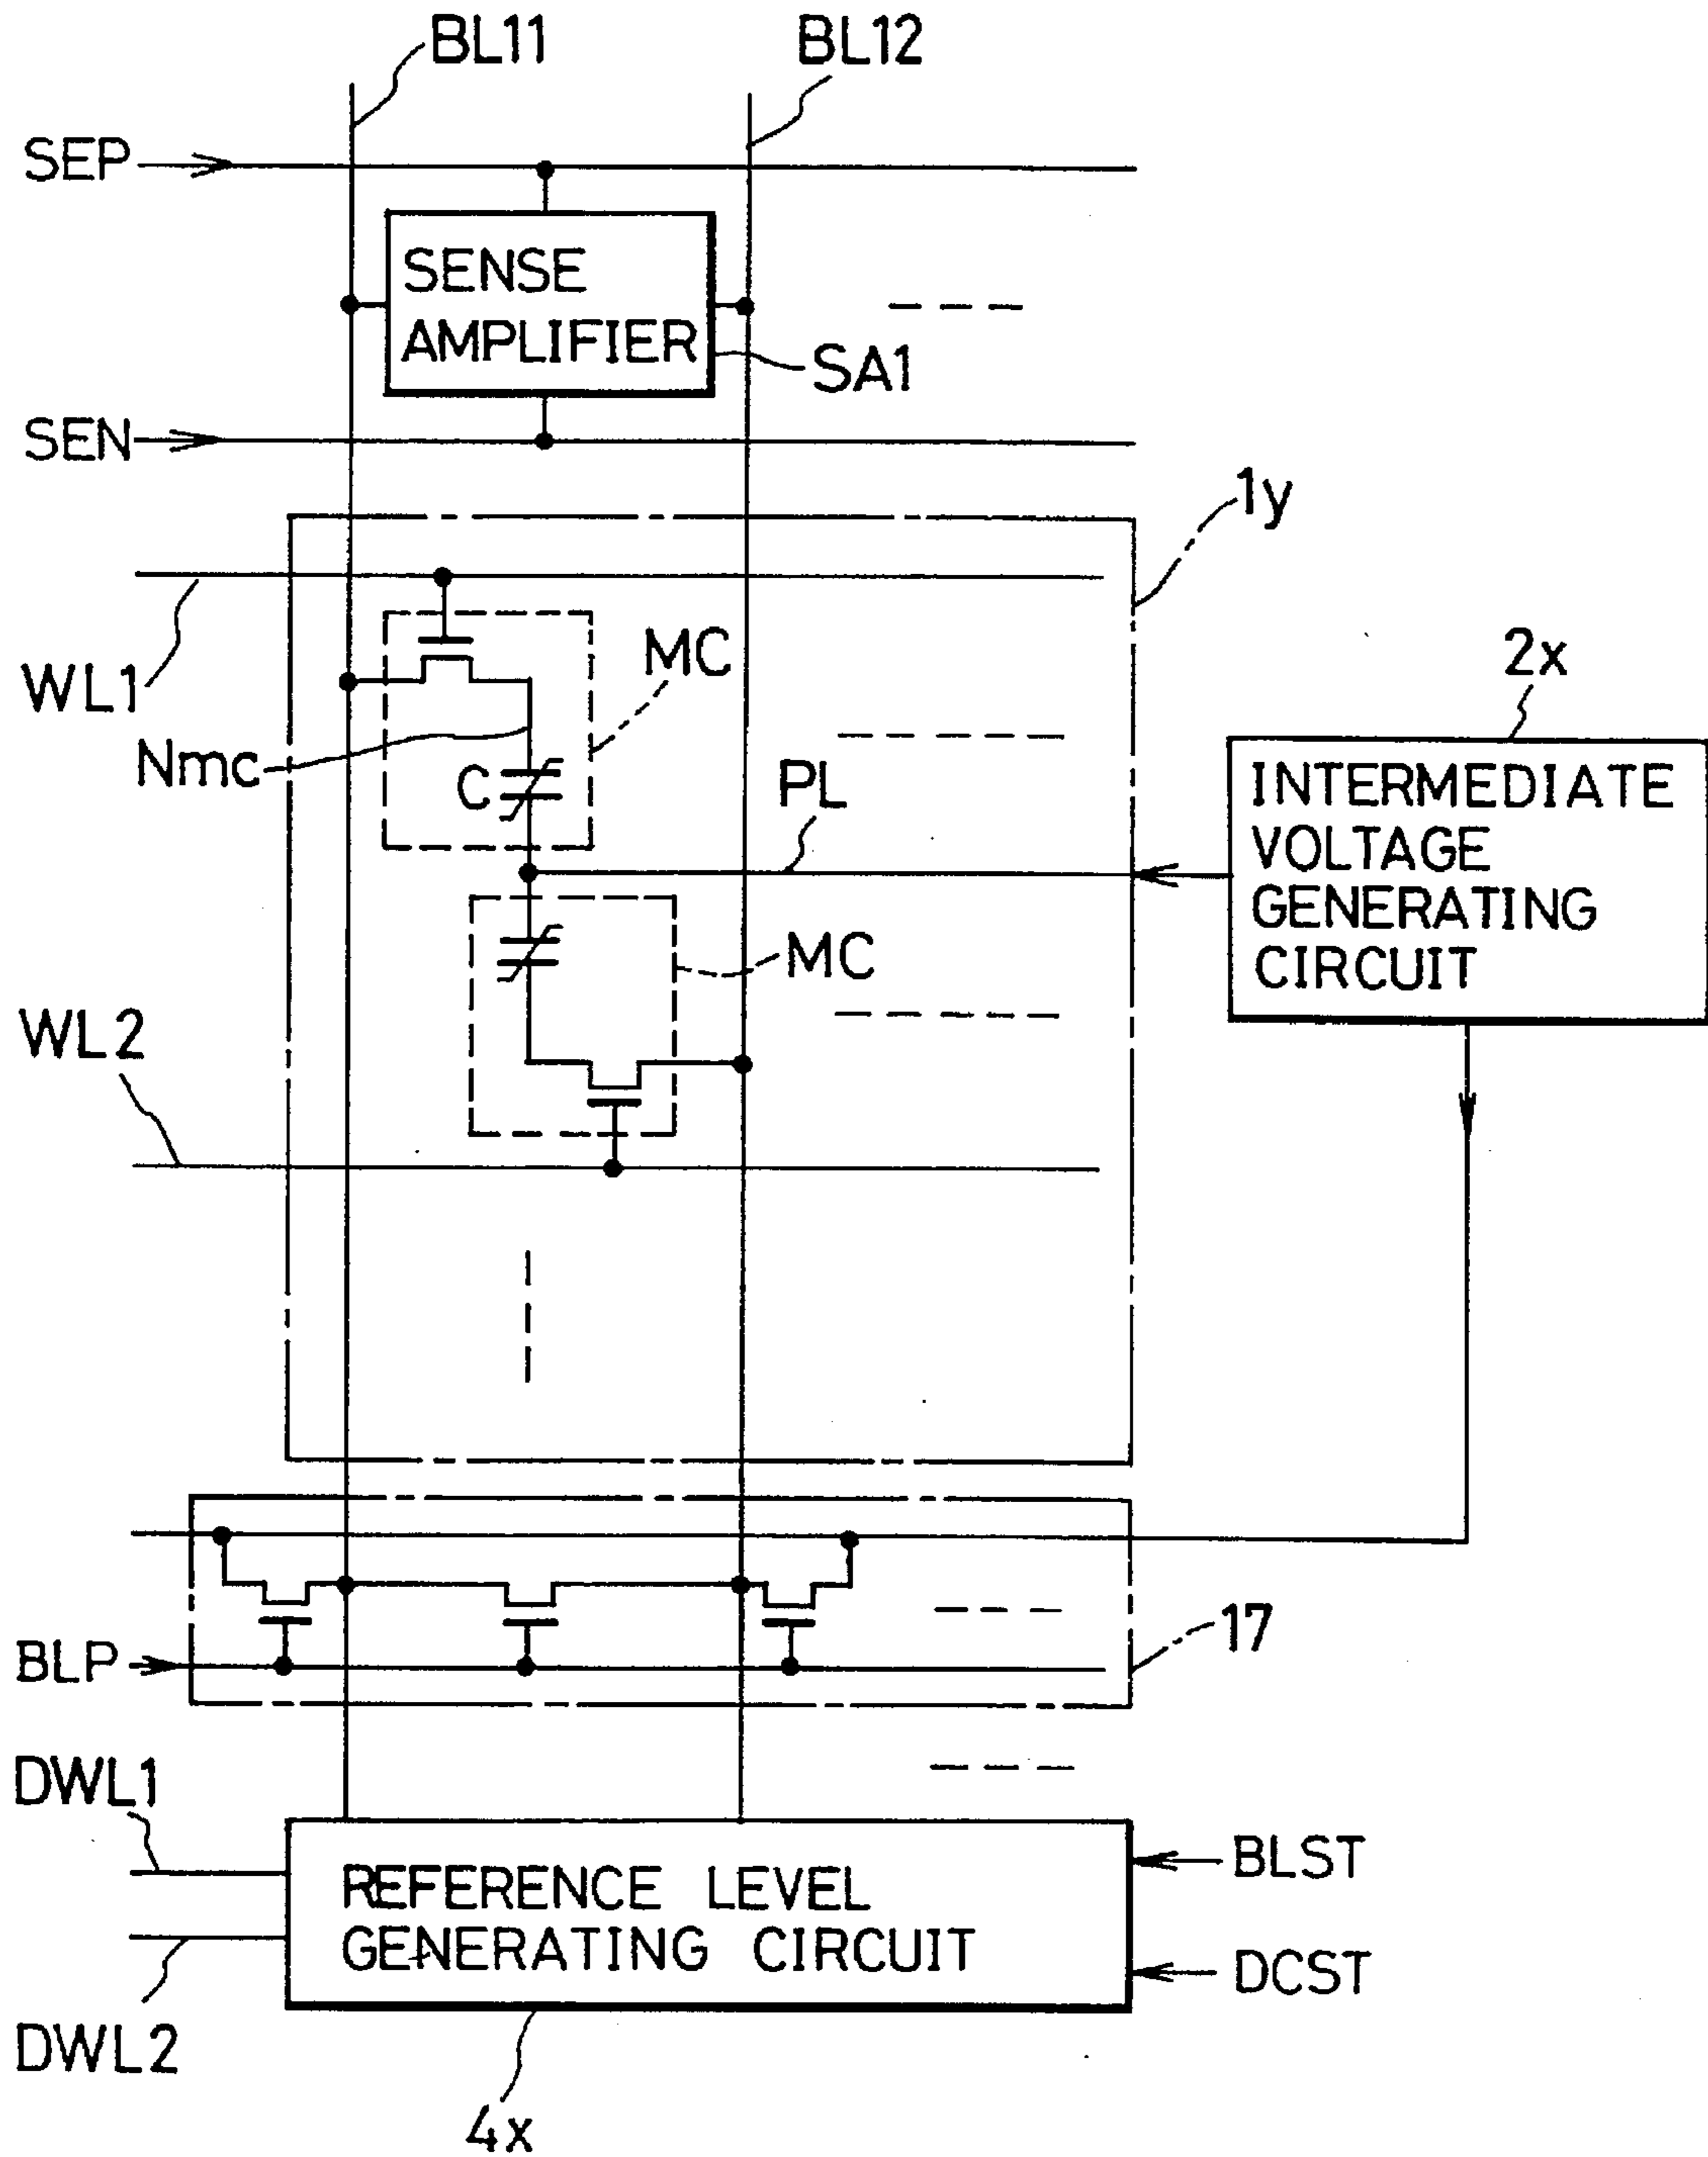 BL11
BL12
SEP
SENSE
AMPLIFIER
SA1
SEN
1y
WL1
MC
2x
Nmc
C
PL
INTERMEDIATE
VOLTAGE
GENERATING
CIRCUIT
MC
WL2
17
BLP
DWL1
BLST
REFERENCE LEVEL
GENERATING CIRCUIT
DCST
DWL2
4x